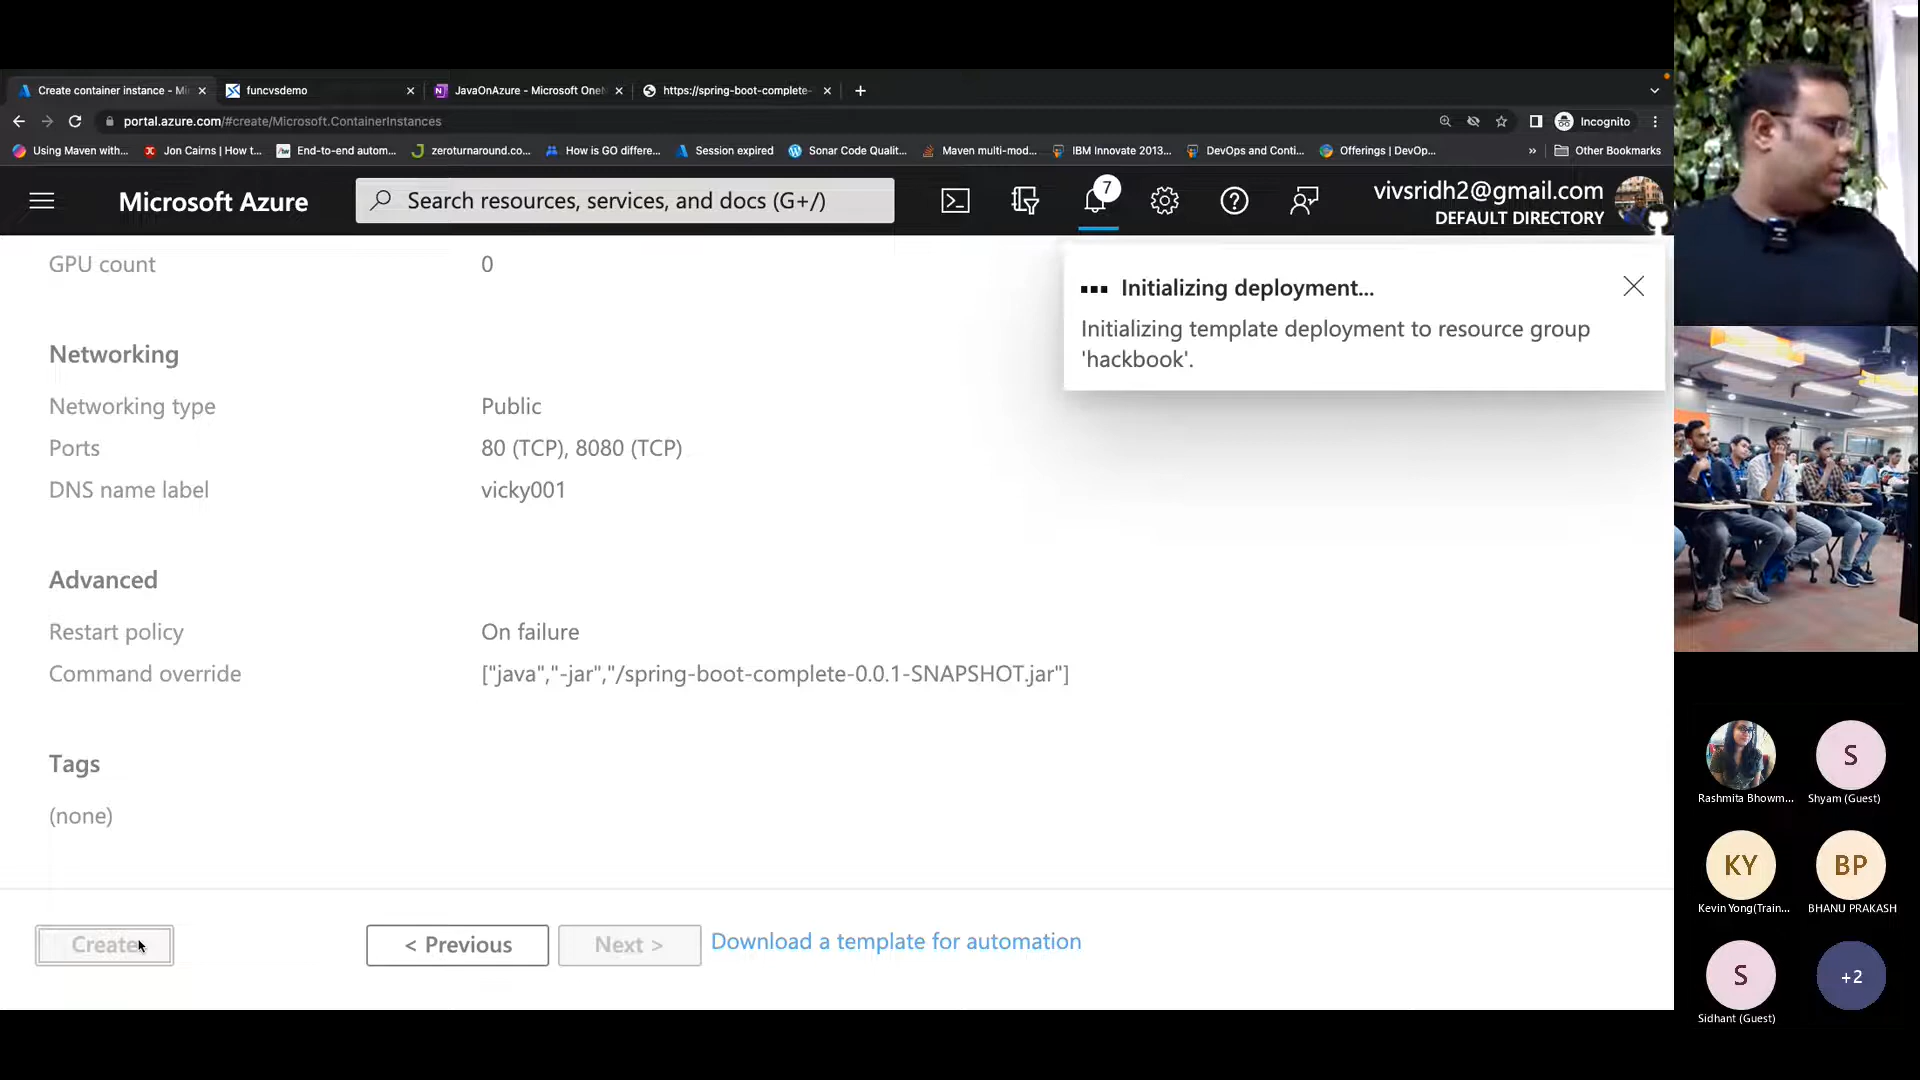 Create container instance - Mi
funcvsdemo
JavaOnAzure - Microsoft OneN
https://spring-boot-complete-
portal.azure.com/#create/Microsoft.ContainerInstances
Incognito
Using Maven with...
Jon Cairns | How t...
End-to-end autom...
zeroturnaround.co...
How is GO differe...
Session expired
Sonar Code Qualit...
Maven multi-mod...
IBM Innovate 2013...
DevOps and Conti...
Offerings | DevOp...
»
Other Bookmarks
Microsoft Azure
Search resources, services, and docs (G+/)
7
vivsridh2@gmail.com
DEFAULT DIRECTORY
GPU count 0
Initializing deployment...
Initializing template deployment to resource group
'hackbook'.
Networking
Networking type Public
Ports 80 (TCP), 8080 (TCP)
DNS name label vicky001
Advanced
Restart policy On failure
Command override ["java","-jar","/spring-boot-complete-0.0.1-SNAPSHOT.jar"]
Tags
(none)
Create
< Previous
Next >
Download a template for automation
Rashmita Bhowm...
S
Shyam (Guest)
KY
Kevin Yong(Train...
BP
BHANU PRAKASH
S
Sidhant (Guest)
+2